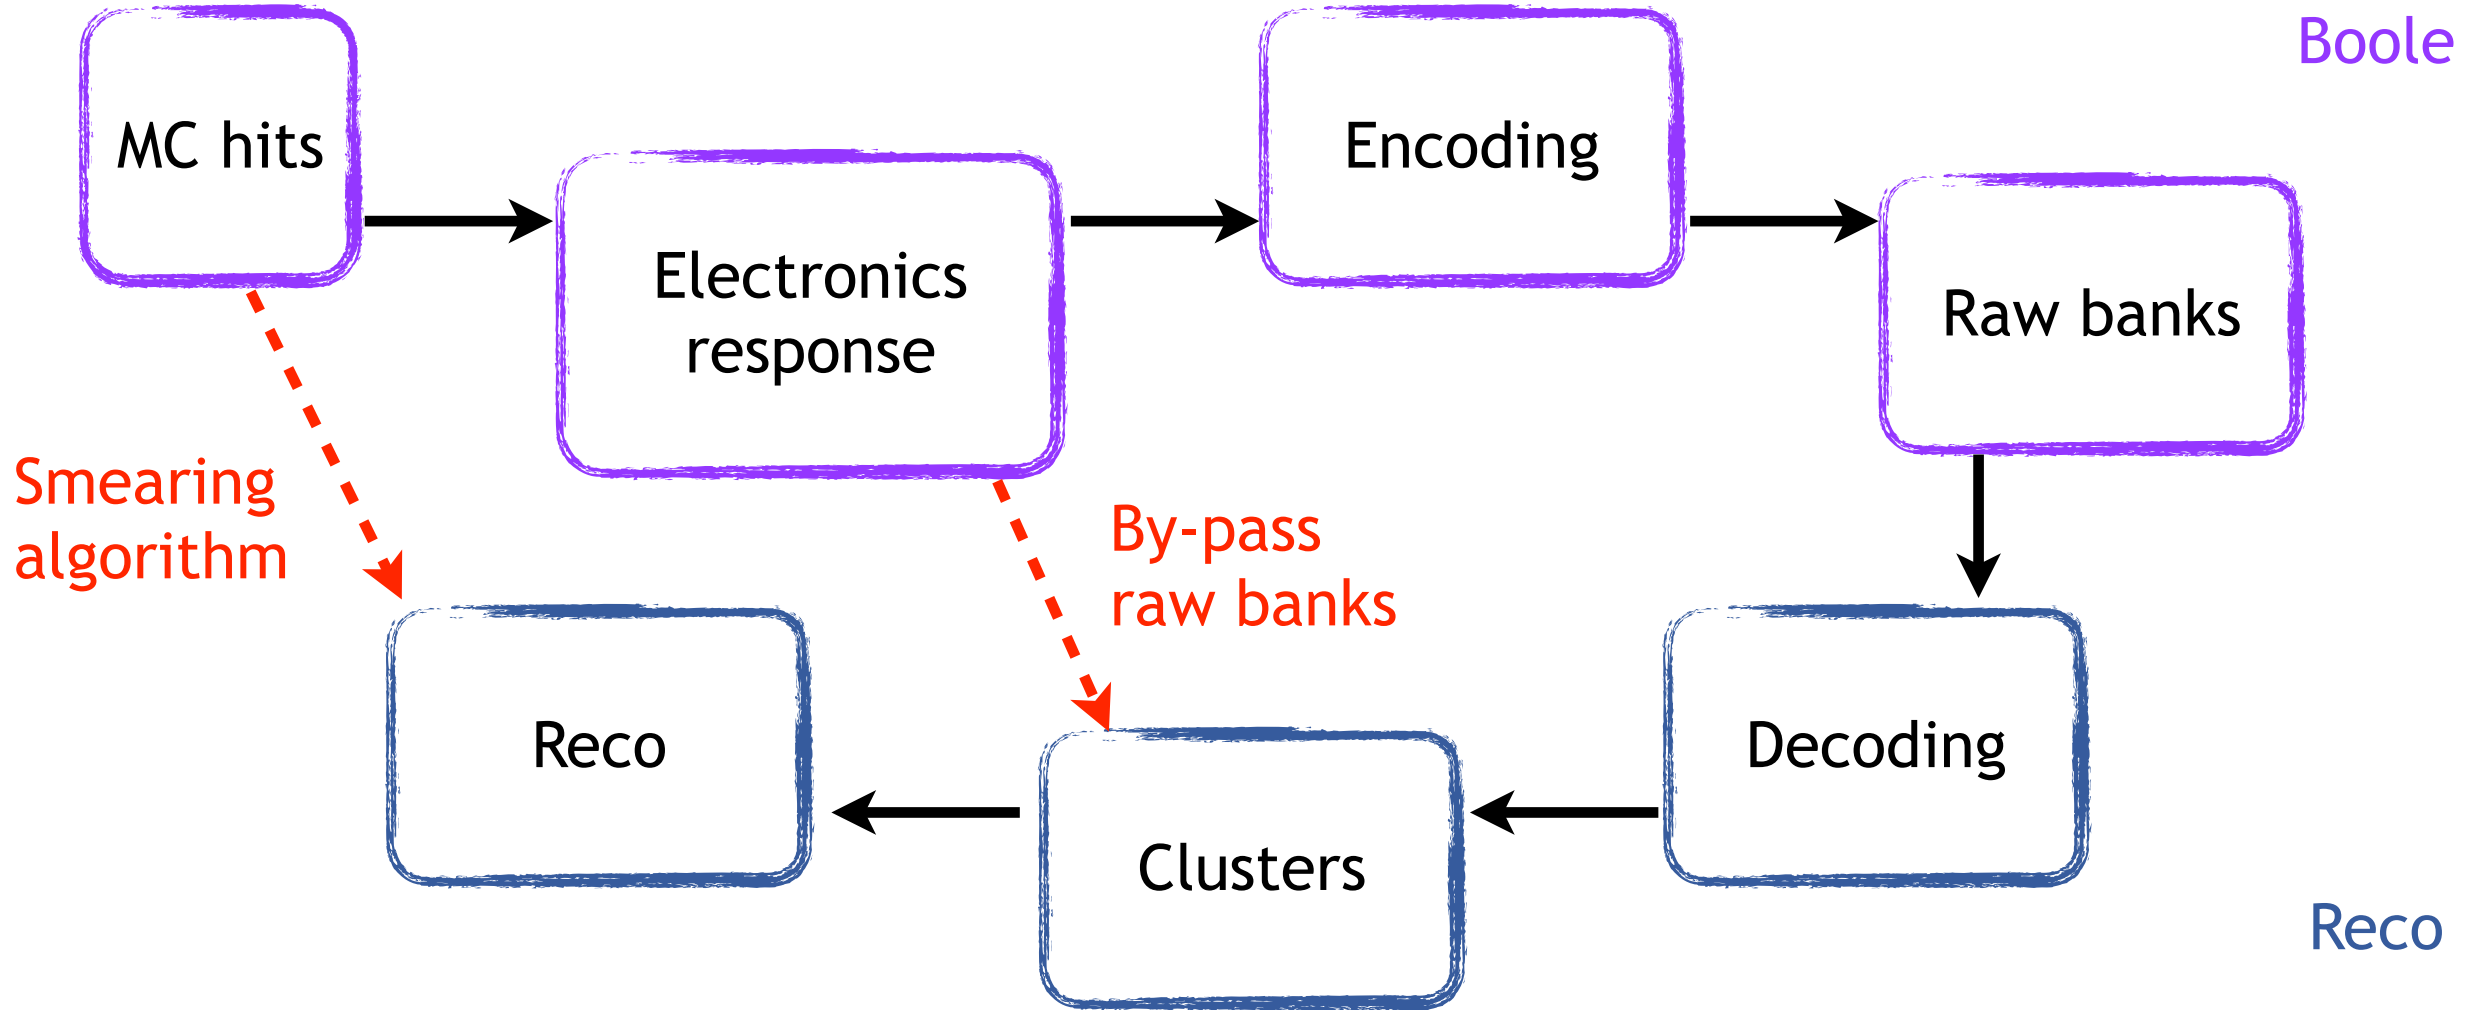 Boole
MC hits
Encoding
Electronics
response
Raw banks
Smearing
algorithm
By-pass
raw banks
Reco
Decoding
Clusters
Reco